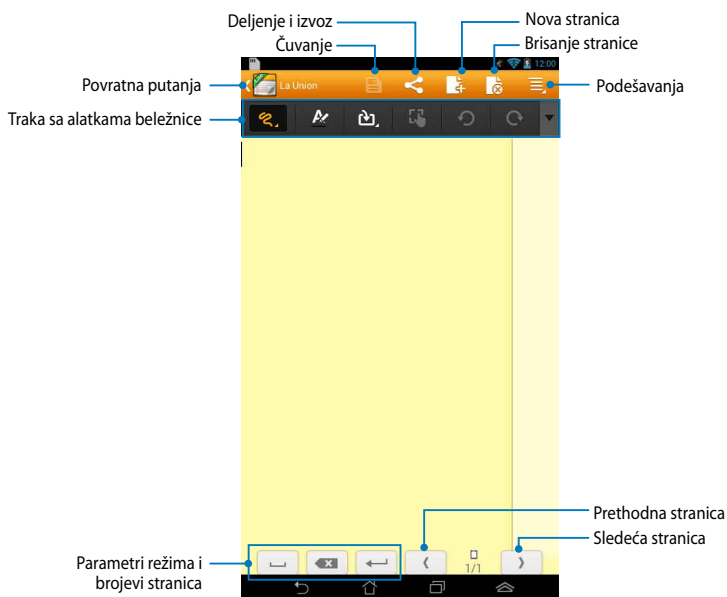 Nova stranica
Deljenje i izvoz
Čuvanje
Brisanje stranice
12:00
Povratna putanja
La Union
Podešavanja
Traka sa alatkama beležnice
Prethodna stranica
Sledeća stranica
Parametri režima i
brojevi stranica
1/1